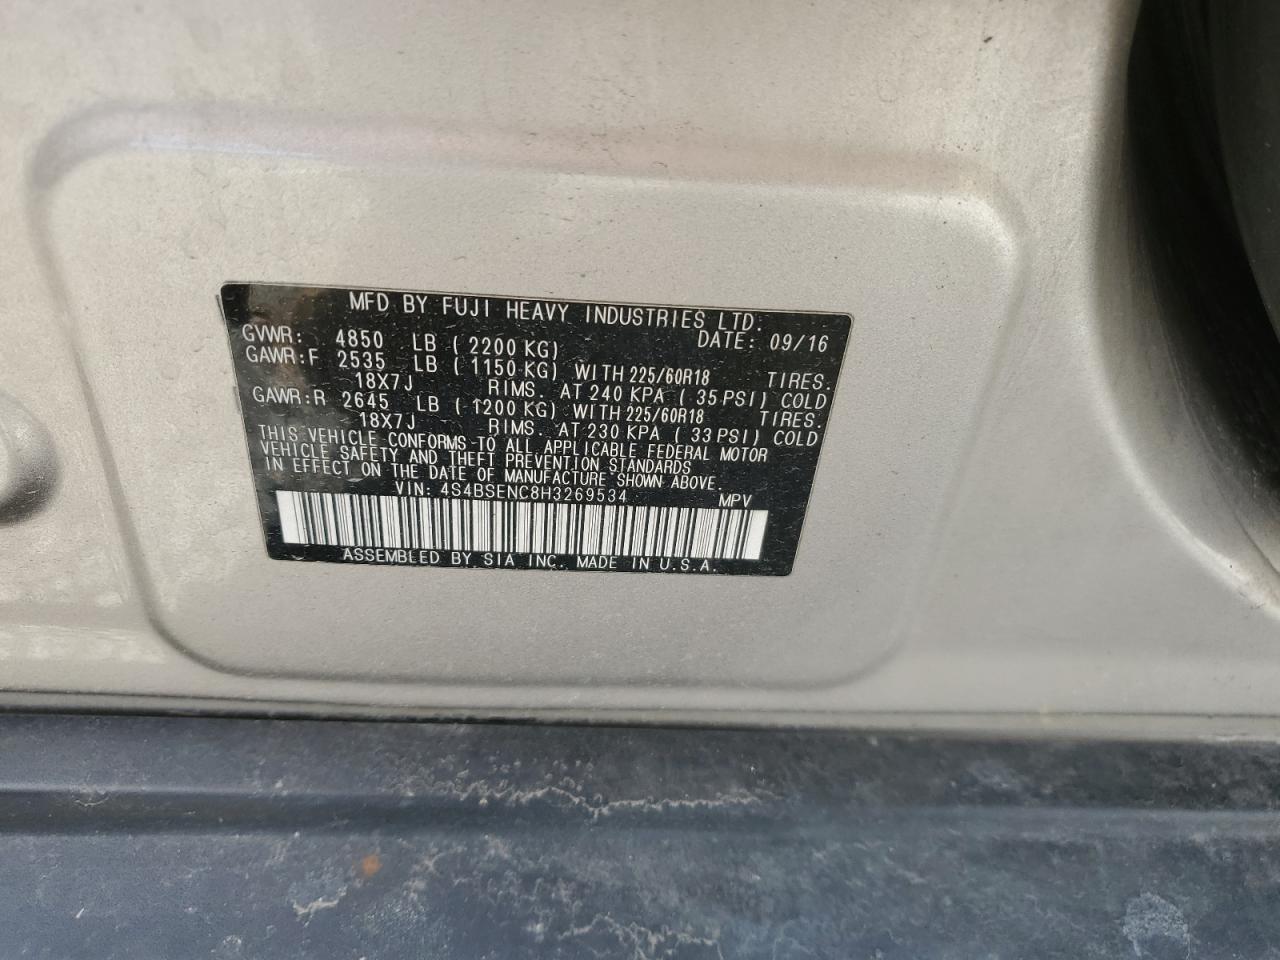 MFD BY FUJI HEAVY INDUSTRIES LTD.
DATE: 09/16
GVWR: 4850 LB ( 2200 KG)
GAWR:F 2535 LB ( 1150 KG) WITH 225/60R18 TIRES.
18X7J RIMS. AT 240 KPA ( 35 PSI) COLD
GAWR:R 2645 LB ( 1200 KG) WITH 225/60R18 TIRES.
18X7J RIMS. AT 230 KPA ( 33 PSI) COLD
THIS VEHICLE CONFORMS TO ALL APPLICABLE FEDERAL MOTOR
VEHICLE SAFETY AND THEFT PREVENTION STANDARDS
IN EFFECT ON THE DATE OF MANUFACTURE SHOWN ABOVE.
VIN: 4S4BSENC8H3269534 MPV
ASSEMBLED BY SIA INC. MADE IN U.S.A.